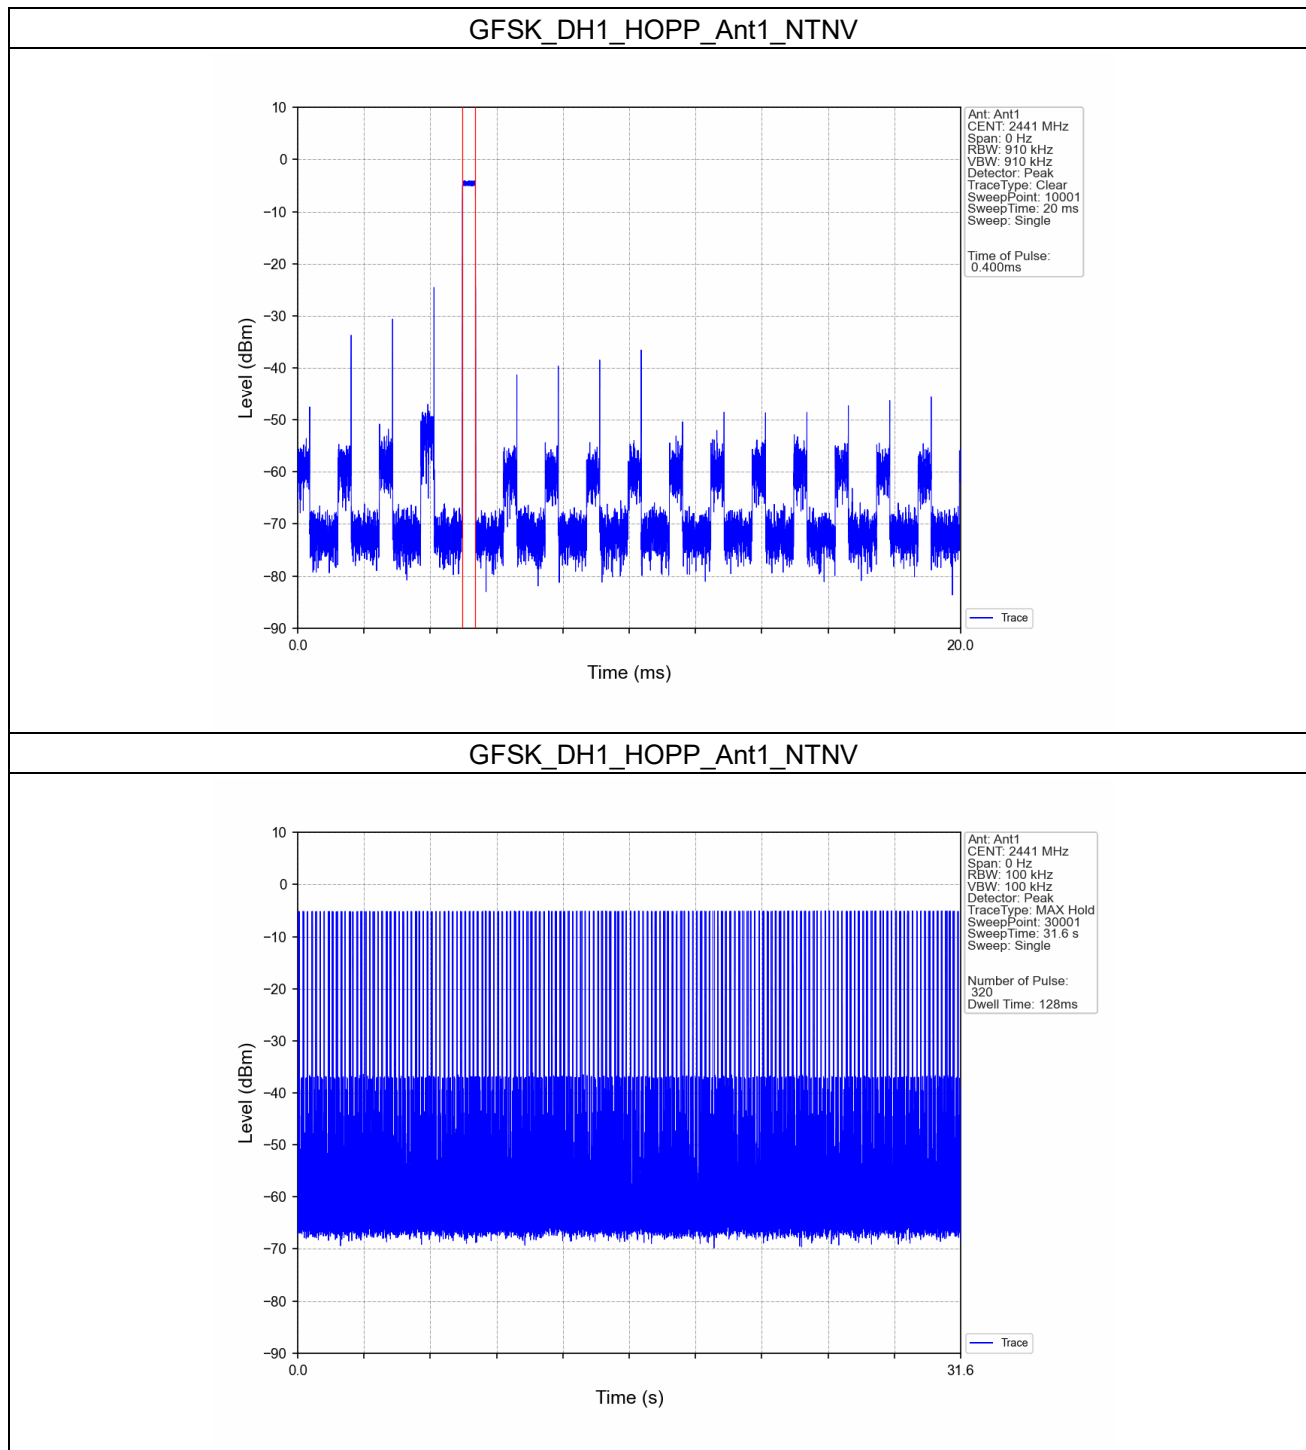 GFSK_DH1_HOPP_Ant1_NTNV
10
0
−10
−20
−30
−40
−50
−60
−70
−80
−90
Level (dBm)
0.0
20.0
Time (ms)
Ant: Ant1
CENT: 2441 MHz
Span: 0 Hz
RBW: 910 kHz
VBW: 910 kHz
Detector: Peak
TraceType: Clear
SweepPoint: 10001
SweepTime: 20 ms
Sweep: Single
Time of Pulse:
0.400ms
Trace
GFSK_DH1_HOPP_Ant1_NTNV
10
0
−10
−20
−30
−40
−50
−60
−70
−80
−90
Level (dBm)
0.0
31.6
Time (s)
Ant: Ant1
CENT: 2441 MHz
Span: 0 Hz
RBW: 100 kHz
VBW: 100 kHz
Detector: Peak
TraceType: MAX Hold
SweepPoint: 30001
SweepTime: 31.6 s
Sweep: Single
Number of Pulse:
320
Dwell Time: 128ms
Trace